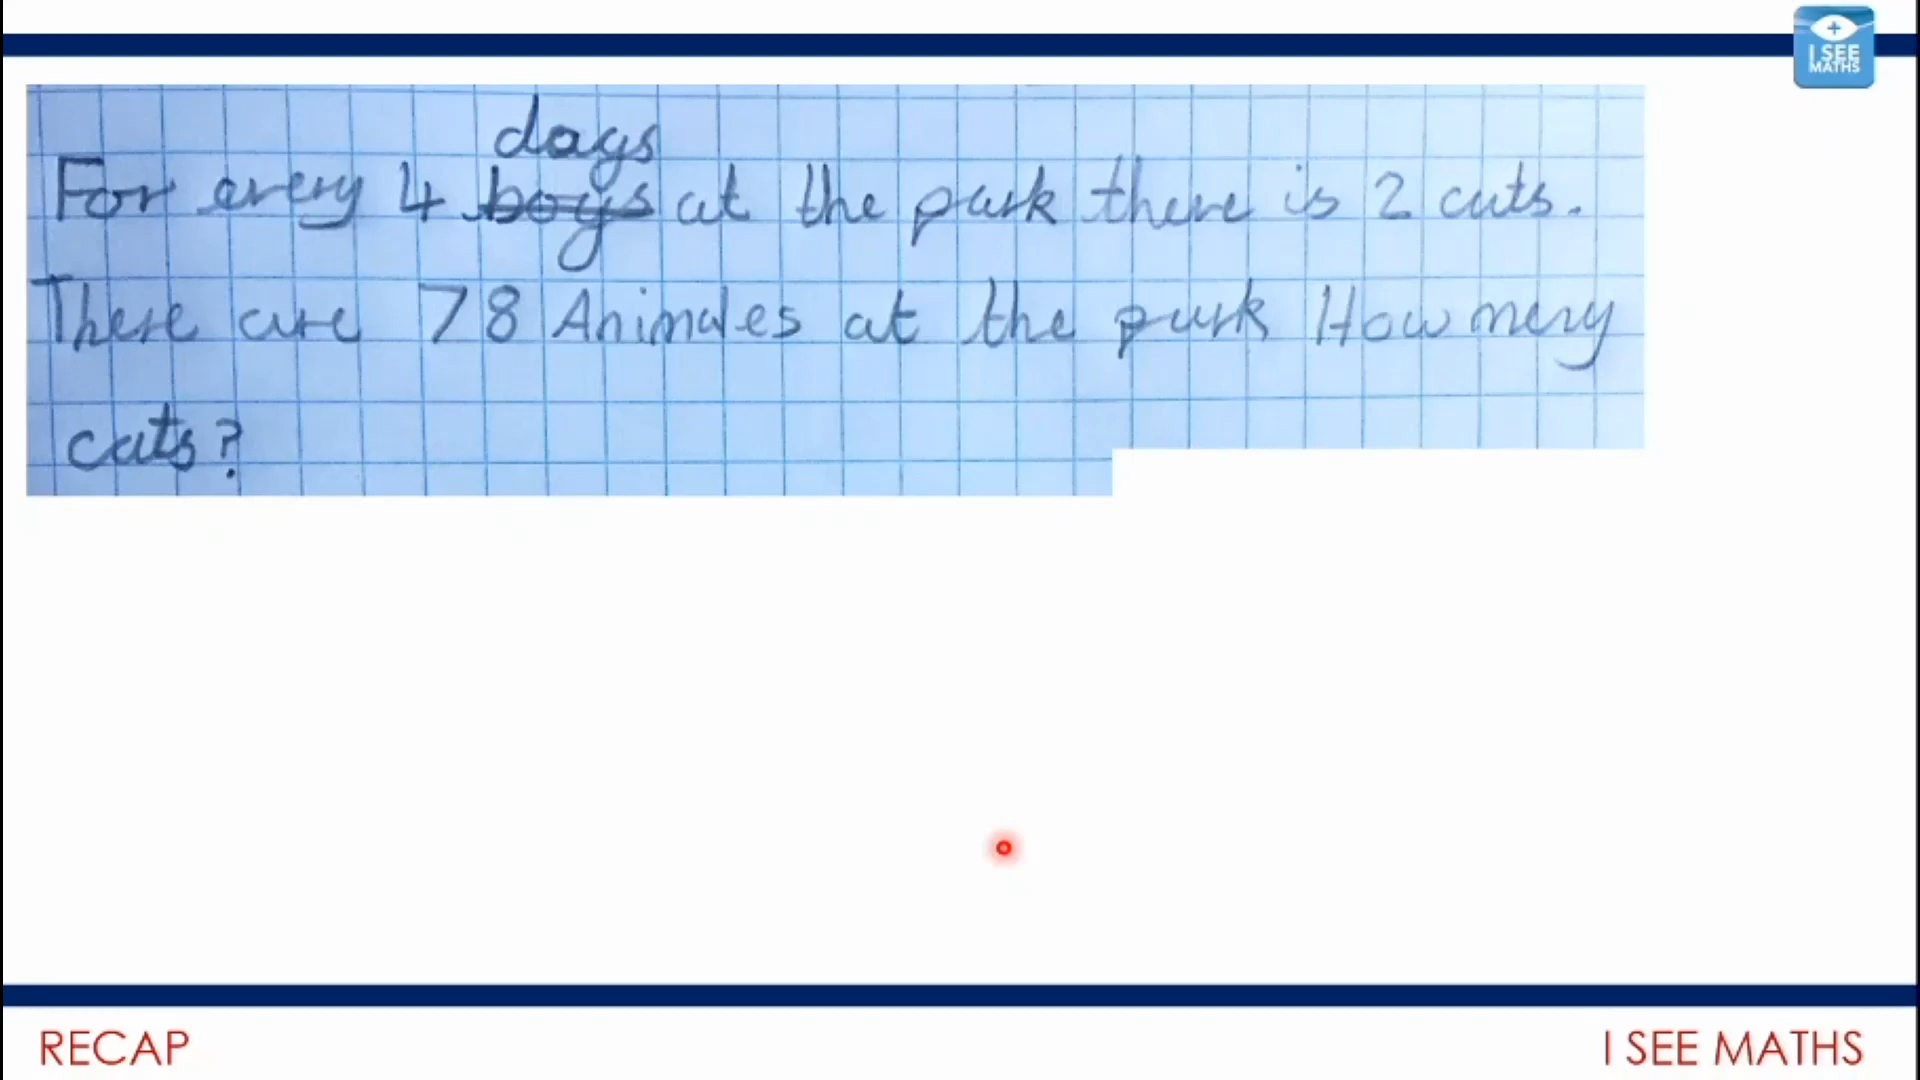 I SEE
MATHS
dogs
For every 4 boys at the park there is 2 cats.
There are 78 Animales at the park How meny
cats?
RECAP
I SEE MATHS